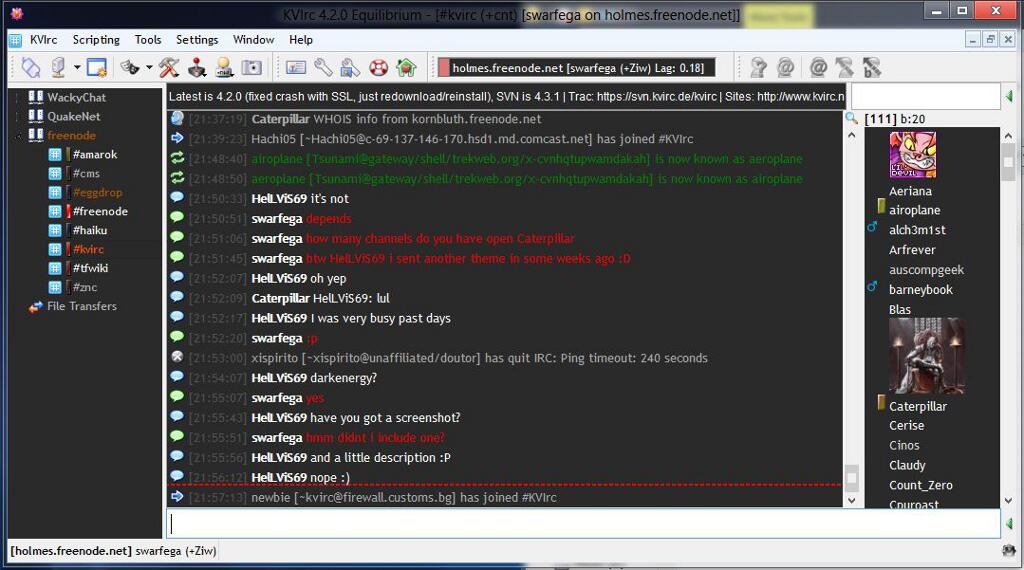 KVIrc 4.2.0 Equilibrium - [#kvirc (+cnt) [swarfega on holmes.freenode.net]]
KVIrc Scripting Tools Settings Window Help
holmes.freenode.net [swarfega (+Ziw) Lag: 0.18]
WackyChat
QuakeNet
freenode
#amarok
#cms
#eggdrop
#freenode
#haiku
#kvirc
#tfwiki
#znc
File Transfers
Latest is 4.2.0 (fixed crash with SSL, just redownload/reinstall), SVN is 4.3.1 | Trac: https://svn.kvirc.de/kvirc | Sites: http://www.kvirc.n
[21:37:19] Caterpillar WHOIS info from kornbluth.freenode.net
[21:39:23] Hachi05 [~Hachi05@c-69-137-146-170.hsd1.md.comcast.net] has joined #KVIrc
[21:48:40] airoplane [Tsunami@gateway/shell/trekweb.org/x-cvnhqtupwamdakah] is now known as aeroplane
[21:48:50] aeroplane [Tsunami@gateway/shell/trekweb.org/x-cvnhqtupwamdakah] is now known as airoplane
[21:50:33] HelLViS69 it's not
[21:50:51] swarfega depends
[21:51:06] swarfega how many channels do you have open Caterpillar
[21:51:45] swarfega btw HelLViS69 i sent another theme in some weeks ago :D
[21:52:07] HelLViS69 oh yep
[21:52:09] Caterpillar HelLViS69: lul
[21:52:17] HelLViS69 I was very busy past days
[21:52:20] swarfega :p
[21:53:00] xispirito [~xispirito@unaffiliated/doutor] has quit IRC: Ping timeout: 240 seconds
[21:54:07] HelLViS69 darkenergy?
[21:55:07] swarfega yes
[21:55:43] HelLViS69 have you got a screenshot?
[21:55:51] swarfega hmm didnt i include one?
[21:55:56] HelLViS69 and a little description :P
[21:56:12] HelLViS69 nope :)
[21:57:13] newbie [~kvirc@firewall.customs.bg] has joined #KVIrc
[111] b:20
Aeriana
airoplane
alch3m1st
Arfrever
auscompgeek
barneybook
Blas
Caterpillar
Cerise
Cinos
Claudy
Count_Zero
Cpuroast
[holmes.freenode.net] swarfega (+Ziw)